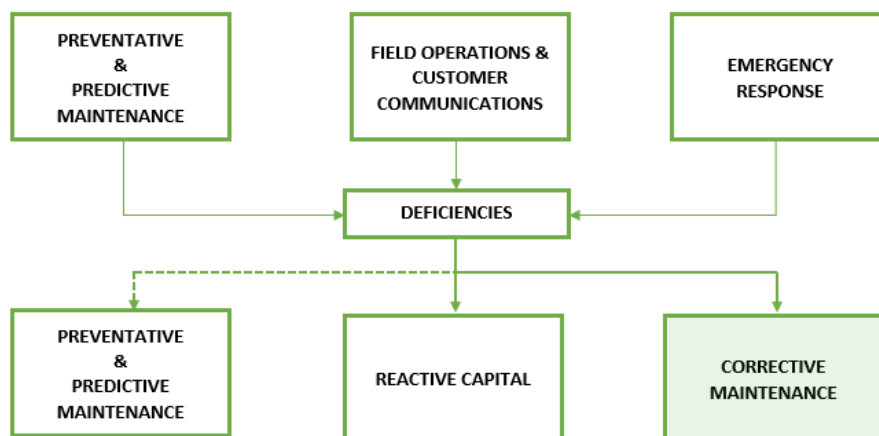 PREVENTATIVE
&
PREDICTIVE
MAINTENANCE
FIELD OPERATIONS &
CUSTOMER
COMMUNICATIONS
EMERGENCY
RESPONSE
DEFICIENCIES
PREVENTATIVE
&
PREDICTIVE
MAINTENANCE
REACTIVE CAPITAL
CORRECTIVE
MAINTENANCE